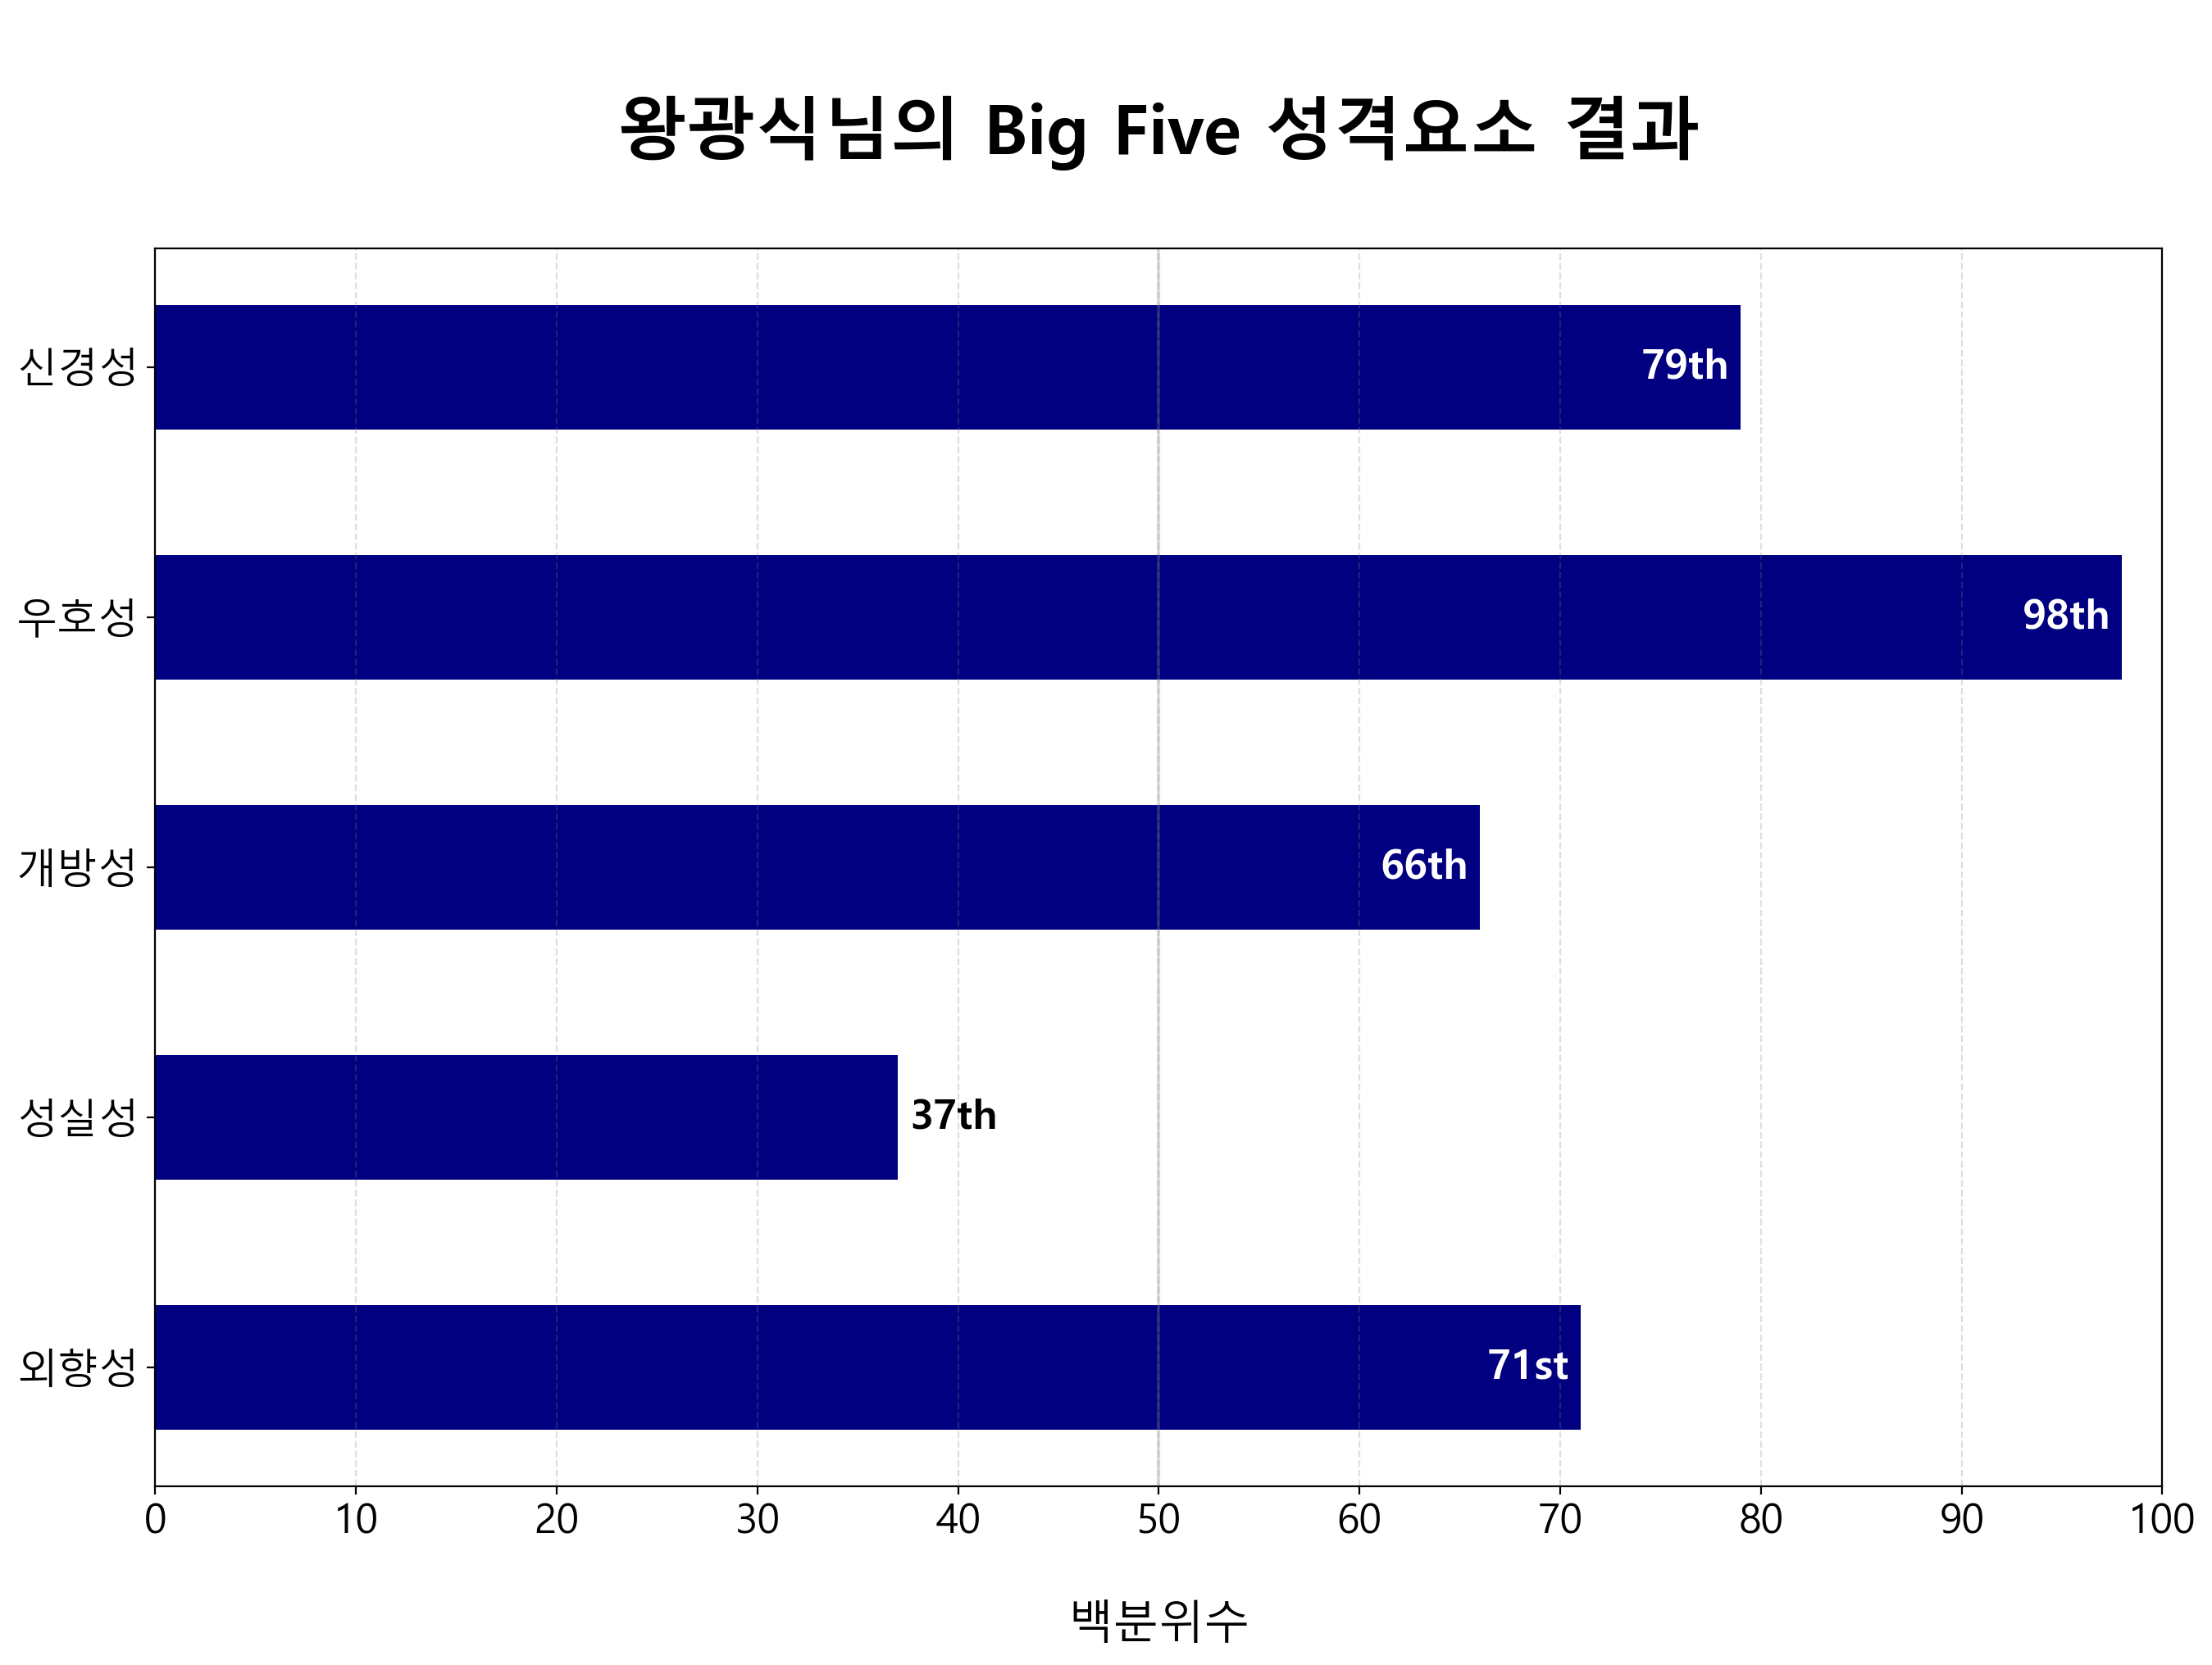 왕광식님의 Big Five 성격요소 결과
신경성 79th
우호성 98th
개방성 66th
성실성 37th
외향성 71st
0 10 20 30 40 50 60 70 80 90 100
백분위수